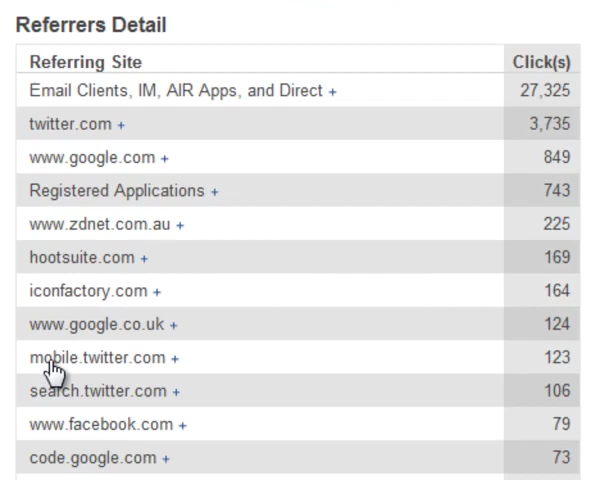 Referrers Detail
Referring Site Click(s)
Email Clients, IM, AIR Apps, and Direct + 27,325
twitter.com + 3,735
www.google.com + 849
Registered Applications + 743
www.zdnet.com.au + 225
hootsuite.com + 169
iconfactory.com + 164
www.google.co.uk + 124
mobile.twitter.com + 123
search.twitter.com + 106
www.facebook.com + 79
code.google.com + 73